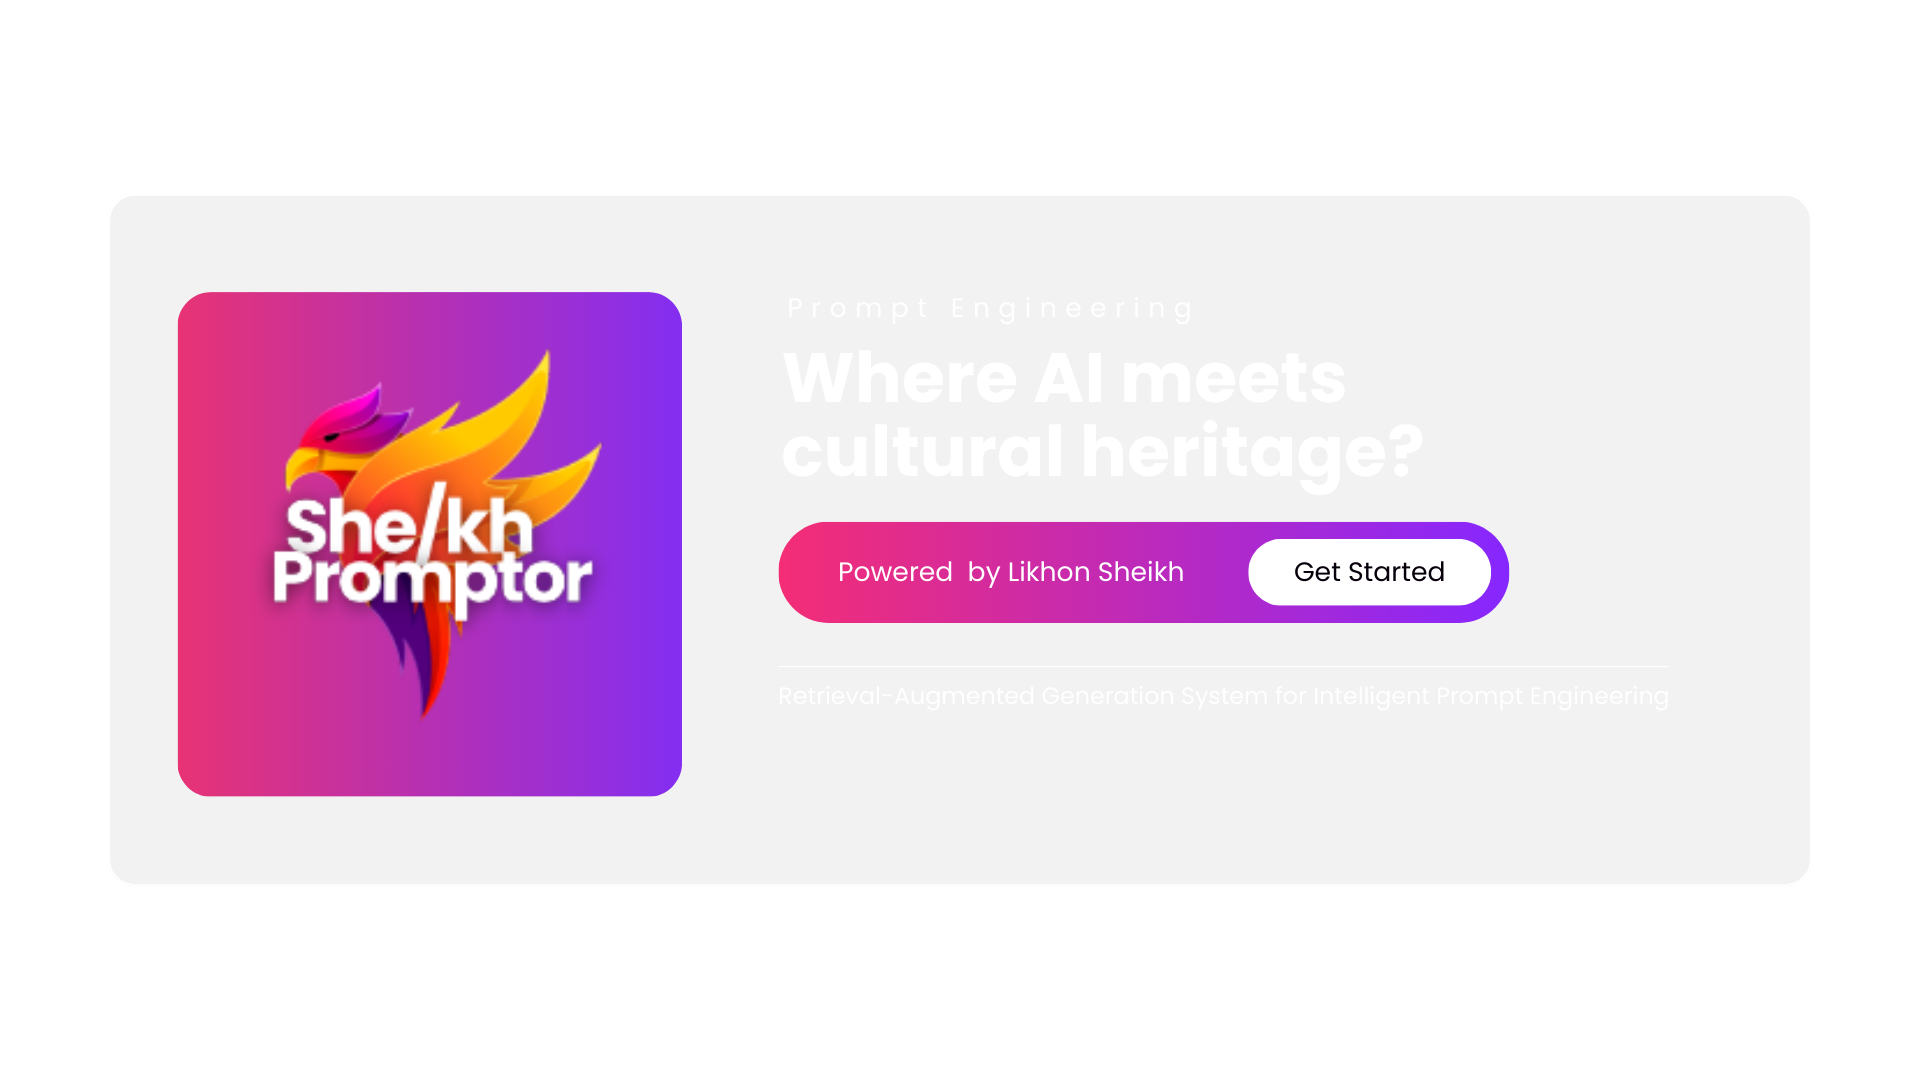 She/kh
Promptor
Prompt Engineering
Where AI meets
cultural heritage?
Powered by Likhon Sheikh
Get Started
Retrieval-Augmented Generation System for Intelligent Prompt Engineering